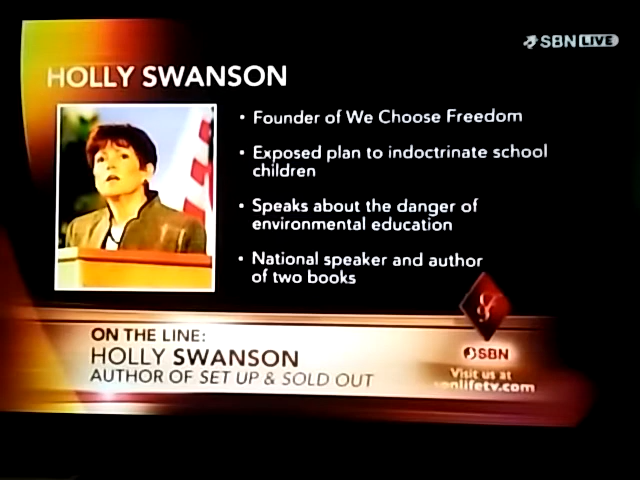 SBN LIVE
HOLLY SWANSON
• Founder of We Choose Freedom
• Exposed plan to indoctrinate school
children
• Speaks about the danger of
environmental education
• National speaker and author
of two books
ON THE LINE:
HOLLY SWANSON
AUTHOR OF SET UP & SOLD OUT
SBN
Visit us at
sonlifetv.com